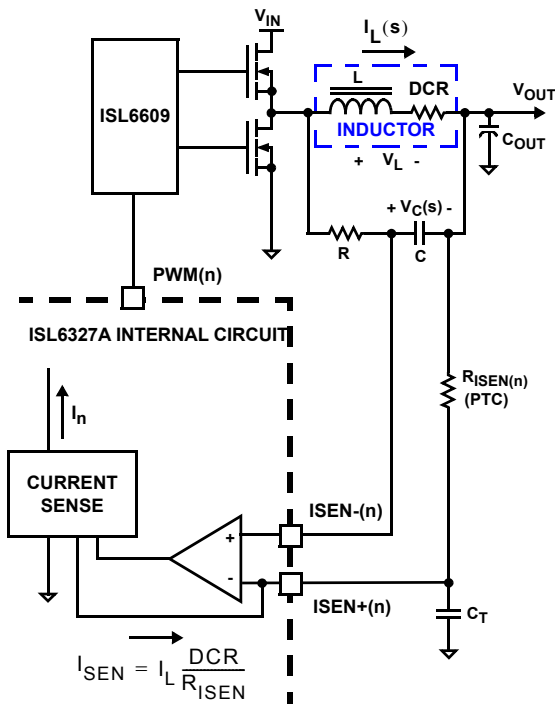 V_IN
I_L(s)
ISL6609
L
DCR
V_OUT
INDUCTOR
C_OUT
+ V_L -
+ V_C(s) -
R
C
PWM(n)
ISL6327A INTERNAL CIRCUIT
R_ISEN(n)
(PTC)
I_n
CURRENT
SENSE
ISEN-(n)
+
-
ISEN+(n)
C_T
I_SEN = I_L DCR / R_ISEN